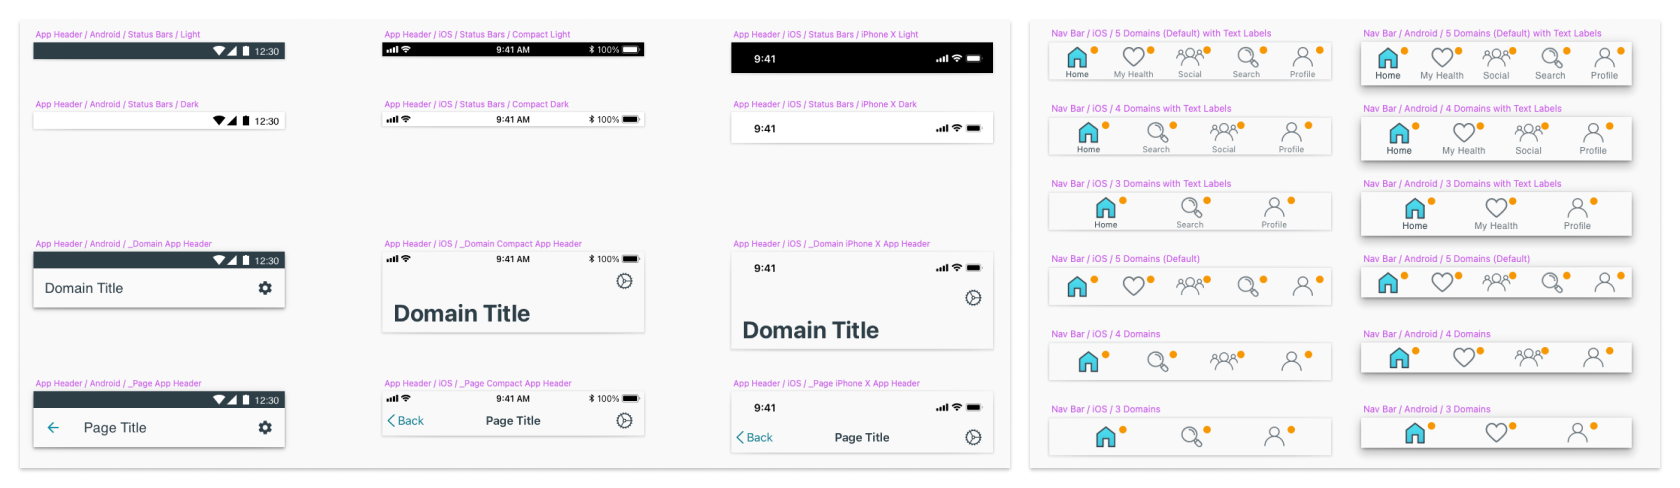 App Header / Android / Status Bars / Light
12:30
App Header / iOS / Status Bars / Compact Light
9:41 AM
100%
App Header / iOS / Status Bars / iPhone X Light
9:41
App Header / Android / Status Bars / Dark
12:30
App Header / iOS / Status Bars / Compact Dark
9:41 AM
100%
App Header / iOS / Status Bars / iPhone X Dark
9:41
App Header / Android / _Domain App Header
12:30
Domain Title
App Header / iOS / _Domain Compact App Header
9:41 AM
100%
Domain Title
App Header / iOS / _Domain iPhone X App Header
9:41
Domain Title
App Header / Android / _Page App Header
12:30
Page Title
App Header / iOS / _Page Compact App Header
9:41 AM
100%
Back
Page Title
App Header / iOS / _Page iPhone X App Header
9:41
Back
Page Title
Nav Bar / iOS / 5 Domains (Default) with Text Labels
Home My Health Social Search Profile
Nav Bar / Android / 5 Domains (Default) with Text Labels
Home My Health Social Search Profile
Nav Bar / iOS / 4 Domains with Text Labels
Home Search Social Profile
Nav Bar / Android / 4 Domains with Text Labels
Home My Health Social Profile
Nav Bar / iOS / 3 Domains with Text Labels
Home Search Profile
Nav Bar / Android / 3 Domains with Text Labels
Home My Health Profile
Nav Bar / iOS / 5 Domains (Default)
Nav Bar / Android / 5 Domains (Default)
Nav Bar / iOS / 4 Domains
Nav Bar / Android / 4 Domains
Nav Bar / iOS / 3 Domains
Nav Bar / Android / 3 Domains